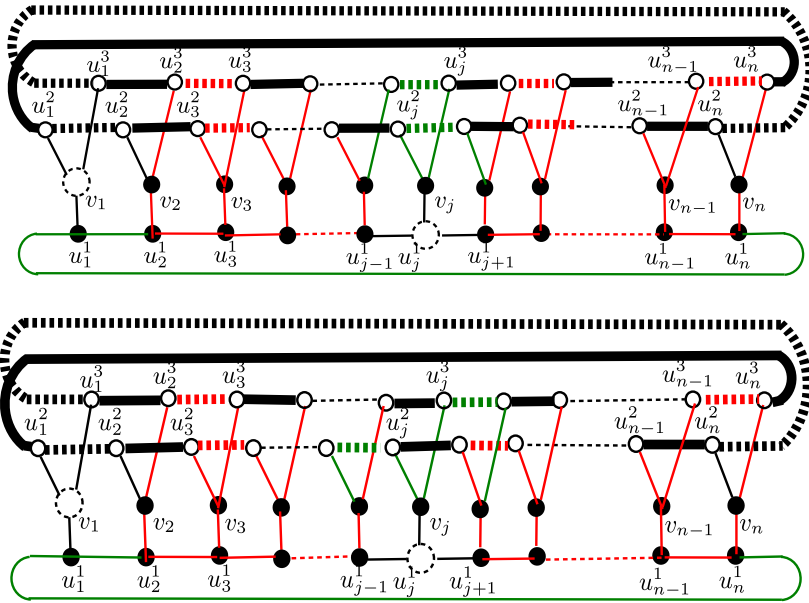 u_1^3 u_2^3 u_3^3 u_j^3 u_{n-1}^3 u_n^3
u_1^2 u_2^2 u_3^2 u_j^2 u_{n-1}^2 u_n^2
v_1 v_2 v_3 v_j v_{n-1} v_n
u_1^1 u_2^1 u_3^1 u_{j-1}^1 u_j^1 u_{j+1}^1 u_{n-1}^1 u_n^1
u_1^3 u_2^3 u_3^3 u_j^3 u_{n-1}^3 u_n^3
u_1^2 u_2^2 u_3^2 u_j^2 u_{n-1}^2 u_n^2
v_1 v_2 v_3 v_j v_{n-1} v_n
u_1^1 u_2^1 u_3^1 u_{j-1}^1 u_j^1 u_{j+1}^1 u_{n-1}^1 u_n^1